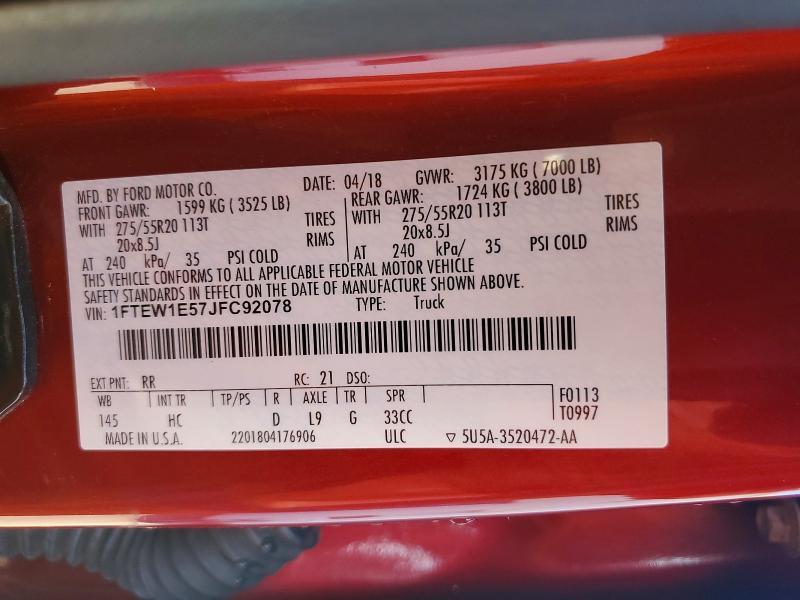 MFD. BY FORD MOTOR CO. DATE: 04/18 GVWR: 3175 KG ( 7000 LB)
FRONT GAWR: 1599 KG ( 3525 LB) REAR GAWR: 1724 KG ( 3800 LB)
WITH 275/55R20 113T TIRES WITH 275/55R20 113T TIRES
20x8.5J RIMS 20x8.5J RIMS
AT 240 kPa/ 35 PSI COLD AT 240 kPa/ 35 PSI COLD
THIS VEHICLE CONFORMS TO ALL APPLICABLE FEDERAL MOTOR VEHICLE
SAFETY STANDARDS IN EFFECT ON THE DATE OF MANUFACTURE SHOWN ABOVE.
VIN: 1FTEW1E57JFC92078 TYPE: Truck
EXT PNT: RR RC: 21 DSO:
WB INT TR TP/PS R AXLE TR SPR F0113
145 HC D L9 G 33CC T0997
MADE IN U.S.A. 2201804176906 ULC ▽ 5U5A-3520472-AA